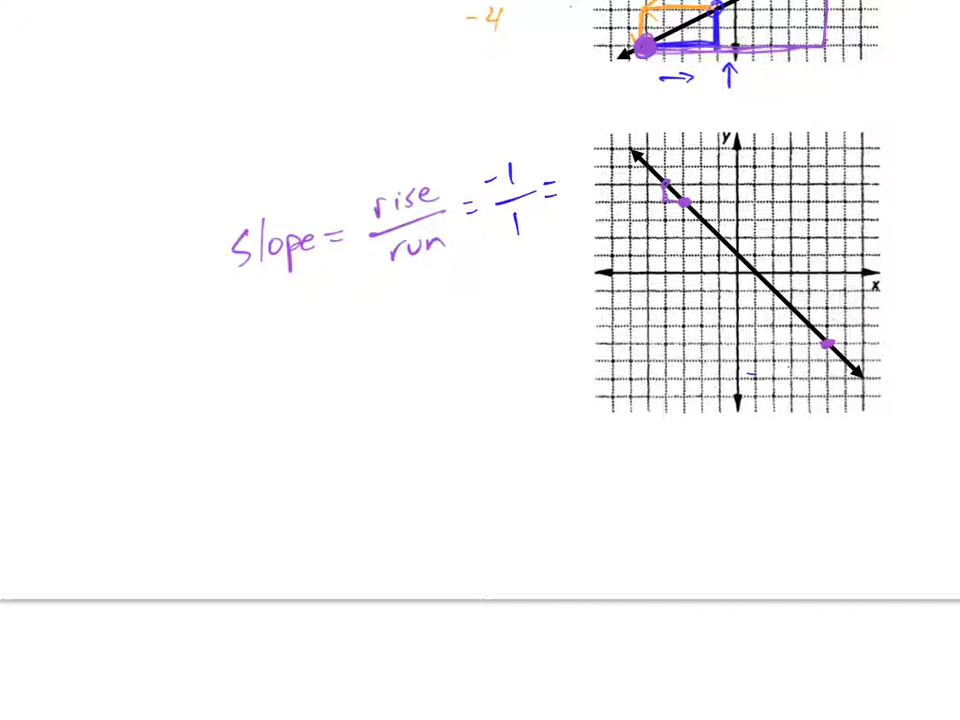 -4
y
slope = rise/run = -1/1 =
x